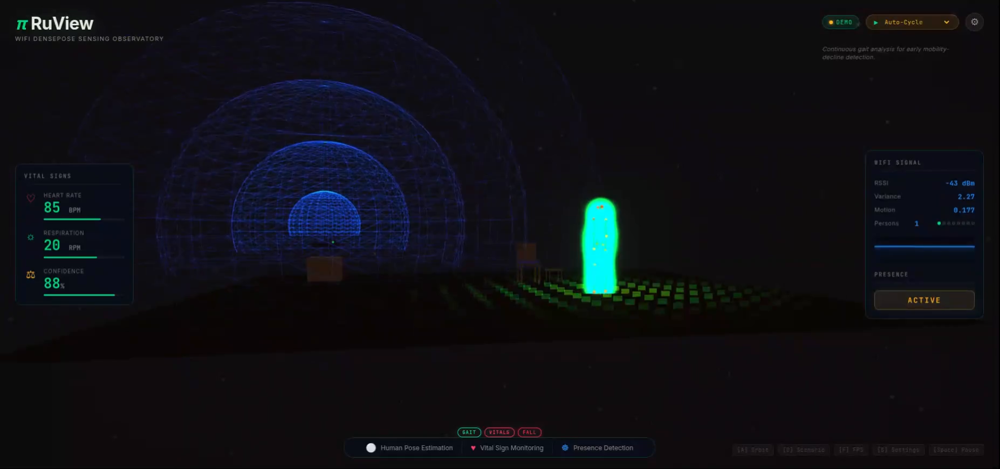 π RuView
WIFI DENSEPOSE SENSING OBSERVATORY
DEMO
Auto-Cycle
Continuous gait analysis for early mobility-
decline detection.
VITAL SIGNS
HEART RATE
85 BPM
RESPIRATION
20 RPM
CONFIDENCE
88%
WIFI SIGNAL
RSSI -43 dBm
Variance 2.27
Motion 0.177
Persons 1
PRESENCE
ACTIVE
GAIT VITALS FALL
Human Pose Estimation Vital Sign Monitoring Presence Detection
[A] Orbit [D] Scenario [F] FPS [S] Settings [Space] Pause